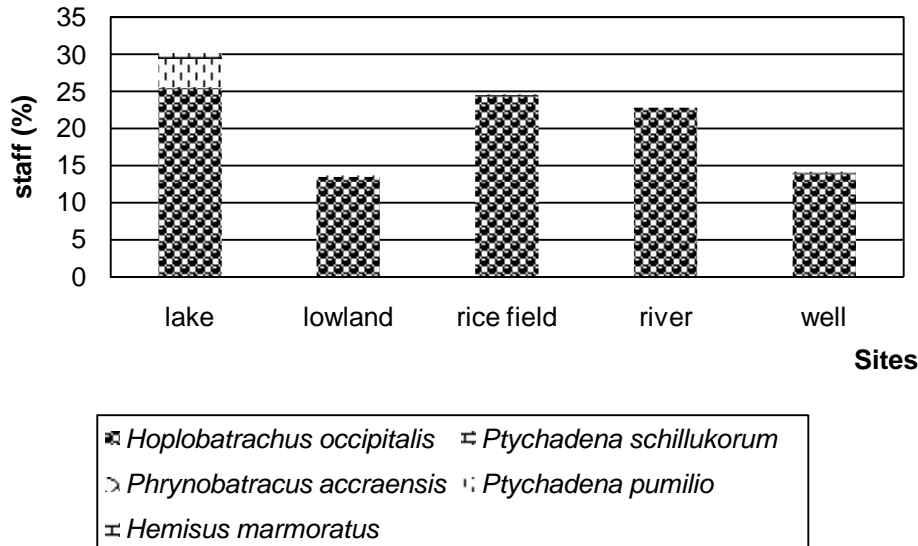 35
30
25
20
15
10
5
0
staff (%)
lake lowland rice field river well
Sites
Hoplobatrachus occipitalis Ptychadena schillukorum
Phrynobatracus accraensis Ptychadena pumilio
Hemisus marmoratus